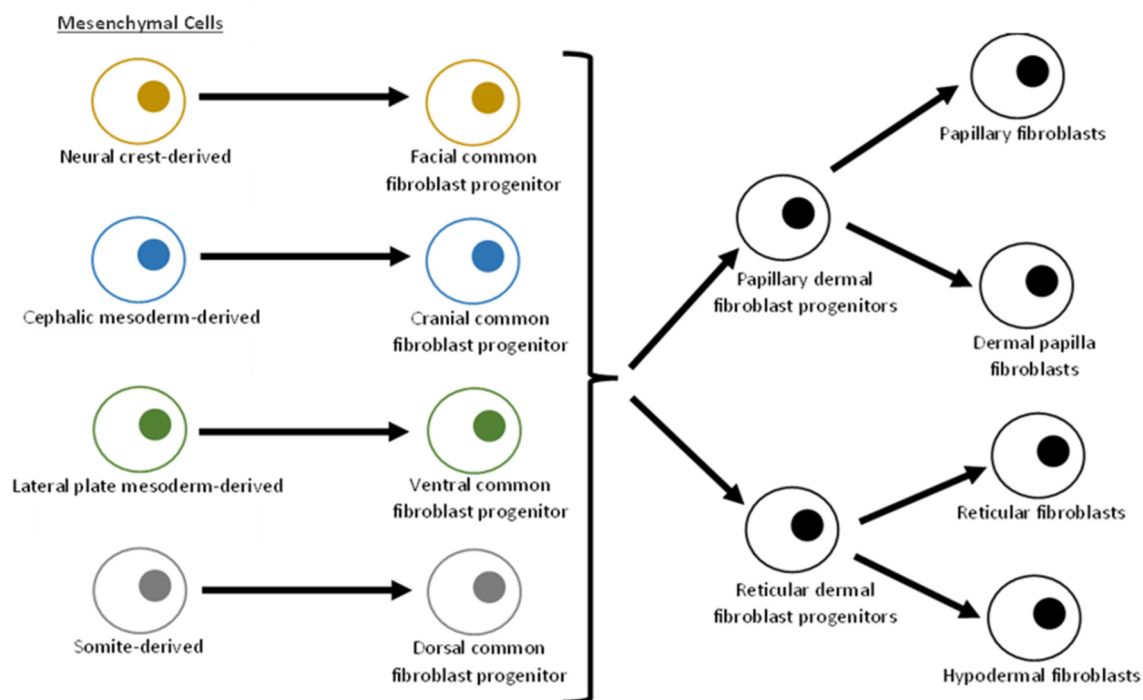 Mesenchymal Cells
Neural crest-derived
Facial common
fibroblast progenitor
Cephalic mesoderm-derived
Cranial common
fibroblast progenitor
Lateral plate mesoderm-derived
Ventral common
fibroblast progenitor
Somite-derived
Dorsal common
fibroblast progenitor
Papillary dermal
fibroblast progenitors
Reticular dermal
fibroblast progenitors
Papillary fibroblasts
Dermal papilla
fibroblasts
Reticular fibroblasts
Hypodermal fibroblasts